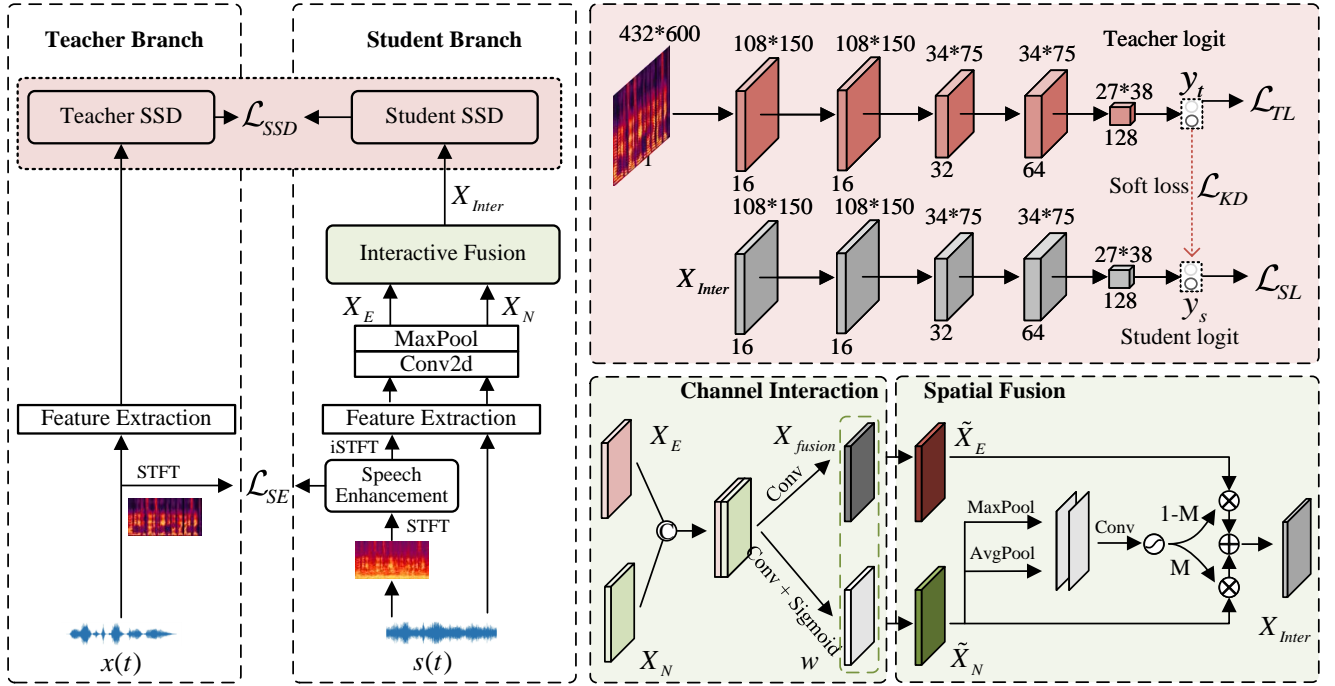 Teacher Branch
Student Branch
Teacher SSD
ℒ_SSD
Student SSD
X_Inter
Interactive Fusion
X_E
X_N
MaxPool
Conv2d
Feature Extraction
Feature Extraction
iSTFT
STFT
ℒ_SE
Speech
Enhancement
STFT
x(t)
s(t)
432*600
1
108*150
108*150
34*75
34*75
27*38
Teacher logit
y_t
ℒ_TL
16
16
32
64
128
Soft loss
ℒ_KD
108*150
108*150
34*75
34*75
27*38
X_Inter
16
16
32
64
128
y_s
ℒ_SL
Student logit
Channel Interaction
X_E
X_N
C
Conv
Conv + Sigmoid
X_fusion
w
Spatial Fusion
X̃_E
X̃_N
MaxPool
AvgPool
Conv
1-M
M
X_Inter